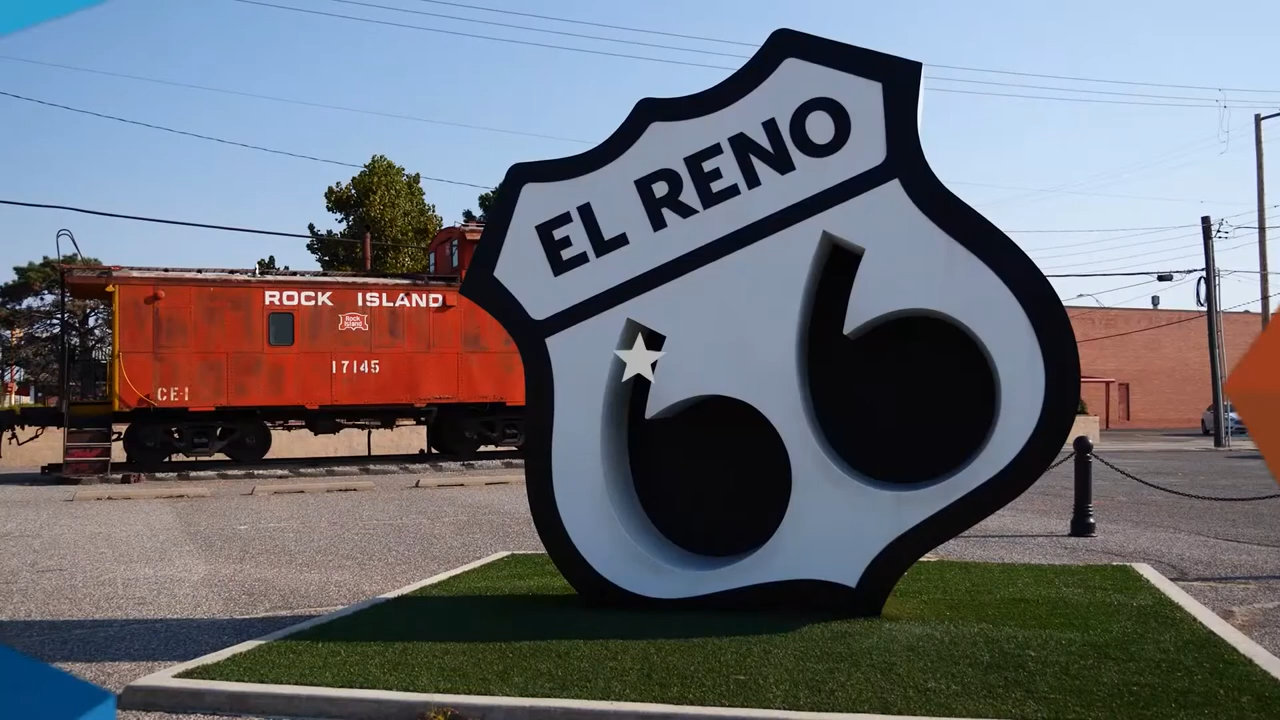 EL RENO
66
ROCK ISLAND
Rock
Island
17145
CE-1